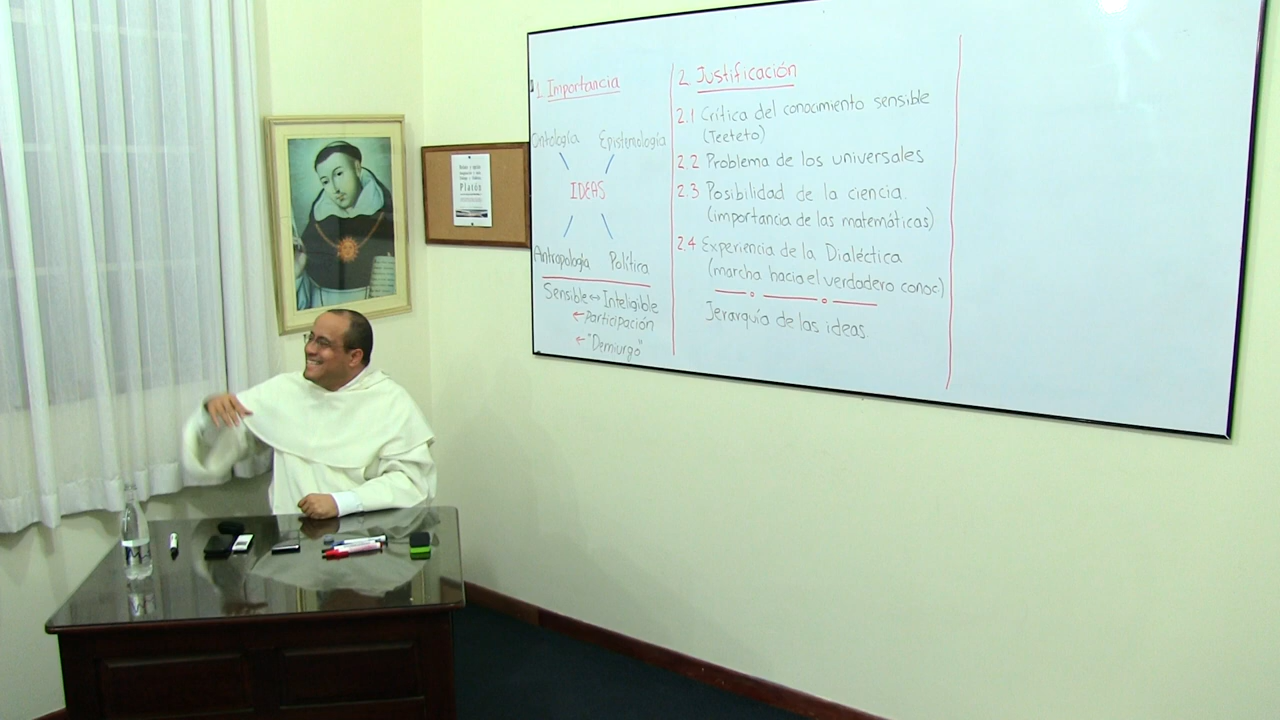 Platón
1. Importancia
Ontología Epistemología
IDEAS
Antropología Política
Sensible ↔ Inteligible
← participación
← "Demiurgo"
2. Justificación
2.1 Crítica del conocimiento sensible
(Teeteto)
2.2 Problema de los universales
2.3 Posibilidad de la ciencia.
(importancia de las matemáticas)
2.4 Experiencia de la Dialéctica
(marcha hacia el verdadero conoc)
Jerarquía de las ideas.